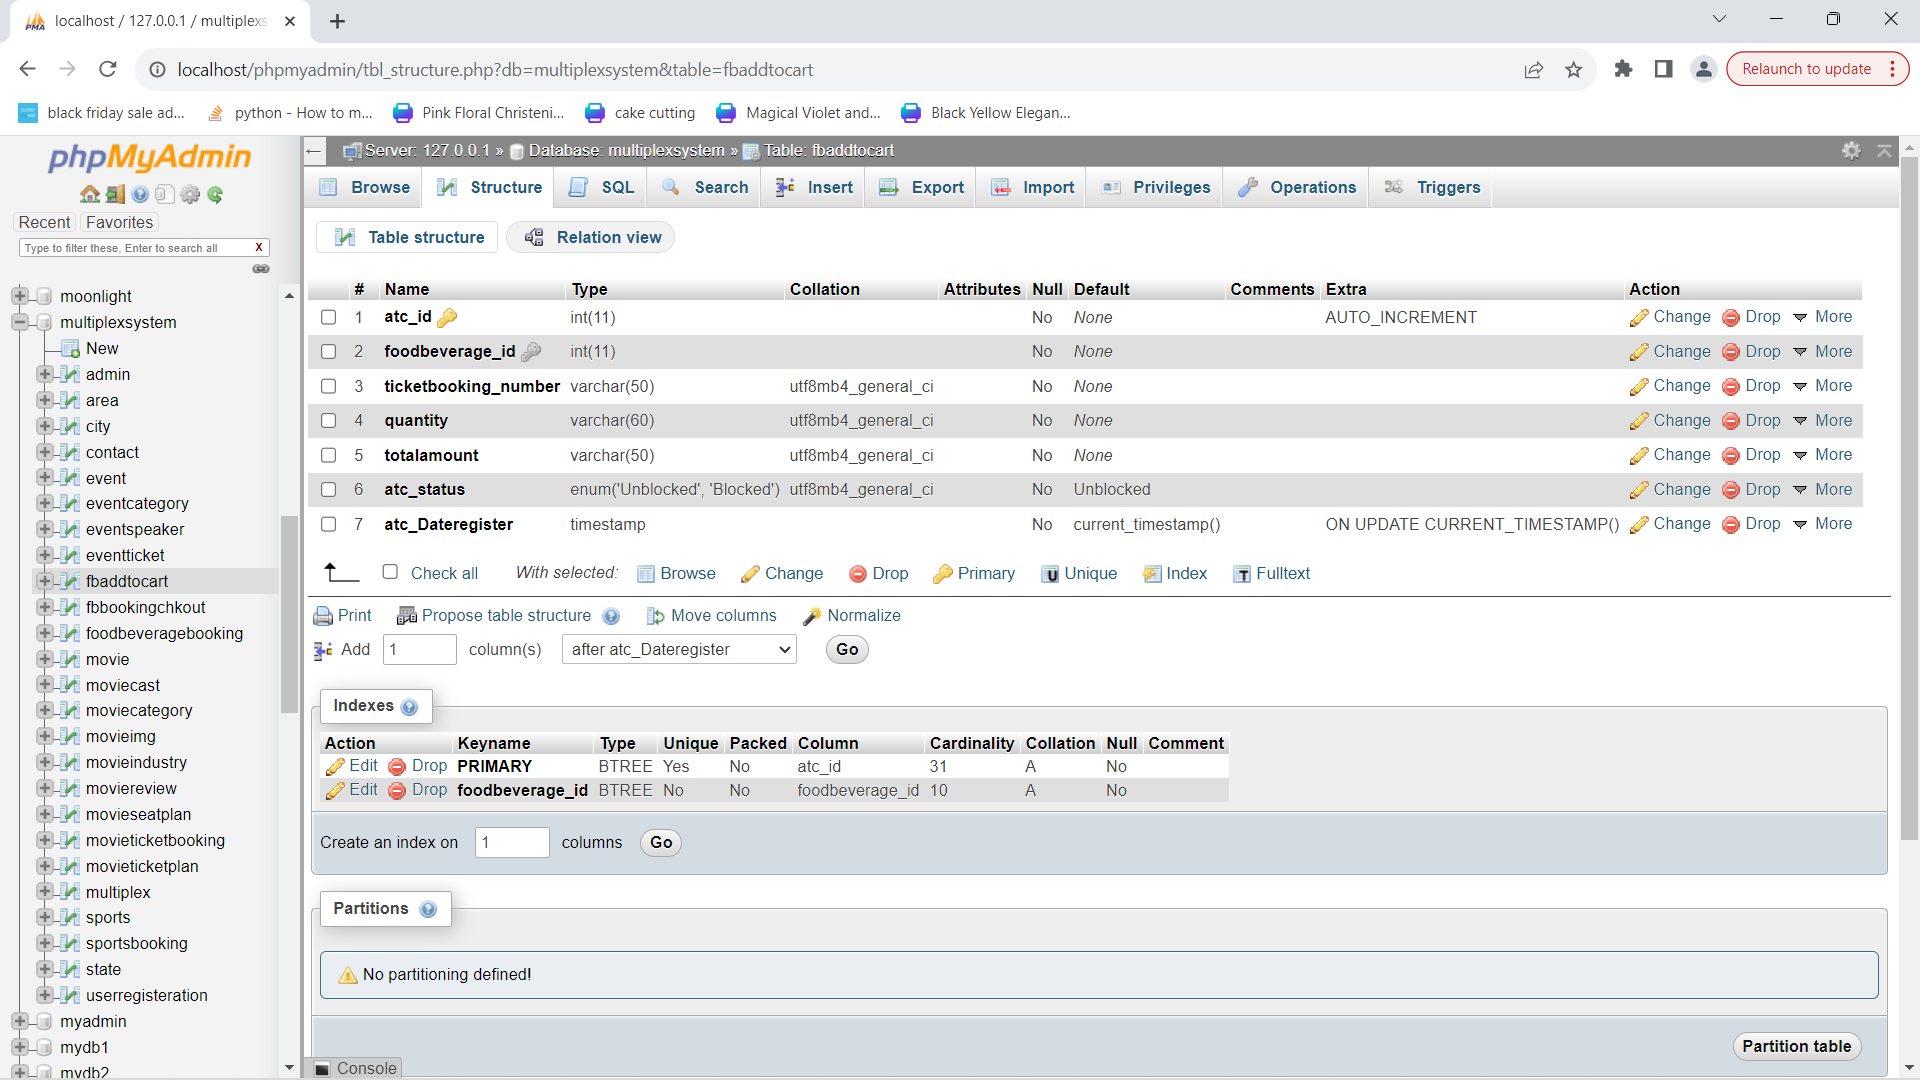 localhost / 127.0.0.1 / multiplexs
localhost/phpmyadmin/tbl_structure.php?db=multiplexsystem&table=fbaddtocart
Relaunch to update
black friday sale ad...
python - How to m...
Pink Floral Christeni...
cake cutting
Magical Violet and...
Black Yellow Elegan...
phpMyAdmin
Recent Favorites
Type to filter these, Enter to search all X
moonlight
multiplexsystem
New
admin
area
city
contact
event
eventcategory
eventspeaker
eventticket
fbaddtocart
fbbookingchkout
foodbeveragebooking
movie
moviecast
moviecategory
movieimg
movieindustry
moviereview
movieseatplan
movieticketbooking
movieticketplan
multiplex
sports
sportsbooking
state
userregisteration
myadmin
mydb1
mydb2
Server: 127.0.0.1 » Database: multiplexsystem » Table: fbaddtocart
Browse Structure SQL Search Insert Export Import Privileges Operations Triggers
Table structure Relation view
# Name Type Collation Attributes Null Default Comments Extra Action
1 atc_id int(11) No None AUTO_INCREMENT Change Drop More
2 foodbeverage_id int(11) No None Change Drop More
3 ticketbooking_number varchar(50) utf8mb4_general_ci No None Change Drop More
4 quantity varchar(60) utf8mb4_general_ci No None Change Drop More
5 totalamount varchar(50) utf8mb4_general_ci No None Change Drop More
6 atc_status enum('Unblocked', 'Blocked') utf8mb4_general_ci No Unblocked Change Drop More
7 atc_Dateregister timestamp No current_timestamp() ON UPDATE CURRENT_TIMESTAMP() Change Drop More
Check all With selected: Browse Change Drop Primary Unique Index Fulltext
Print Propose table structure Move columns Normalize
Add 1 column(s) after atc_Dateregister Go
Indexes
Action Keyname Type Unique Packed Column Cardinality Collation Null Comment
Edit Drop PRIMARY BTREE Yes No atc_id 31 A No
Edit Drop foodbeverage_id BTREE No No foodbeverage_id 10 A No
Create an index on 1 columns Go
Partitions
No partitioning defined!
Partition table
Console